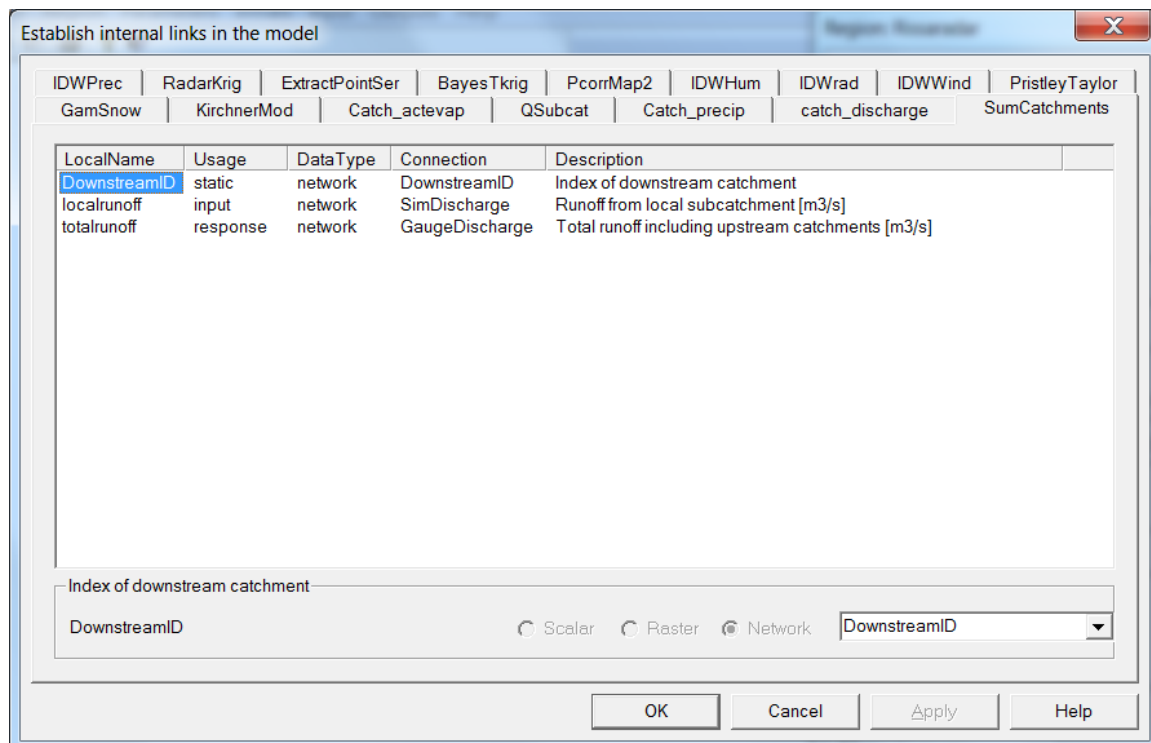 Establish internal links in the model
Region:
IDWPrec RadarKrig ExtractPointSer BayesTkrig PcorrMap2 IDWHum IDWrad IDWWind PristleyTaylor
GamSnow KirchnerMod Catch_actevap QSubcat Catch_precip catch_discharge SumCatchments
LocalName Usage DataType Connection Description
DownstreamID static network DownstreamID Index of downstream catchment
localrunoff input network SimDischarge Runoff from local subcatchment [m3/s]
totalrunoff response network GaugeDischarge Total runoff including upstream catchments [m3/s]
Index of downstream catchment
DownstreamID Scalar Raster Network DownstreamID
OK Cancel Apply Help